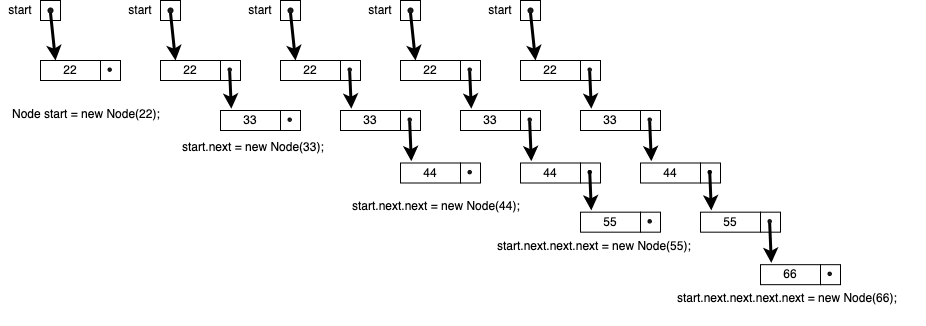 start start start start start
22 22 22 22 22
Node start = new Node(22);
33 33 33 33
start.next = new Node(33);
44 44 44
start.next.next = new Node(44);
55 55
start.next.next.next = new Node(55);
66
start.next.next.next.next = new Node(66);